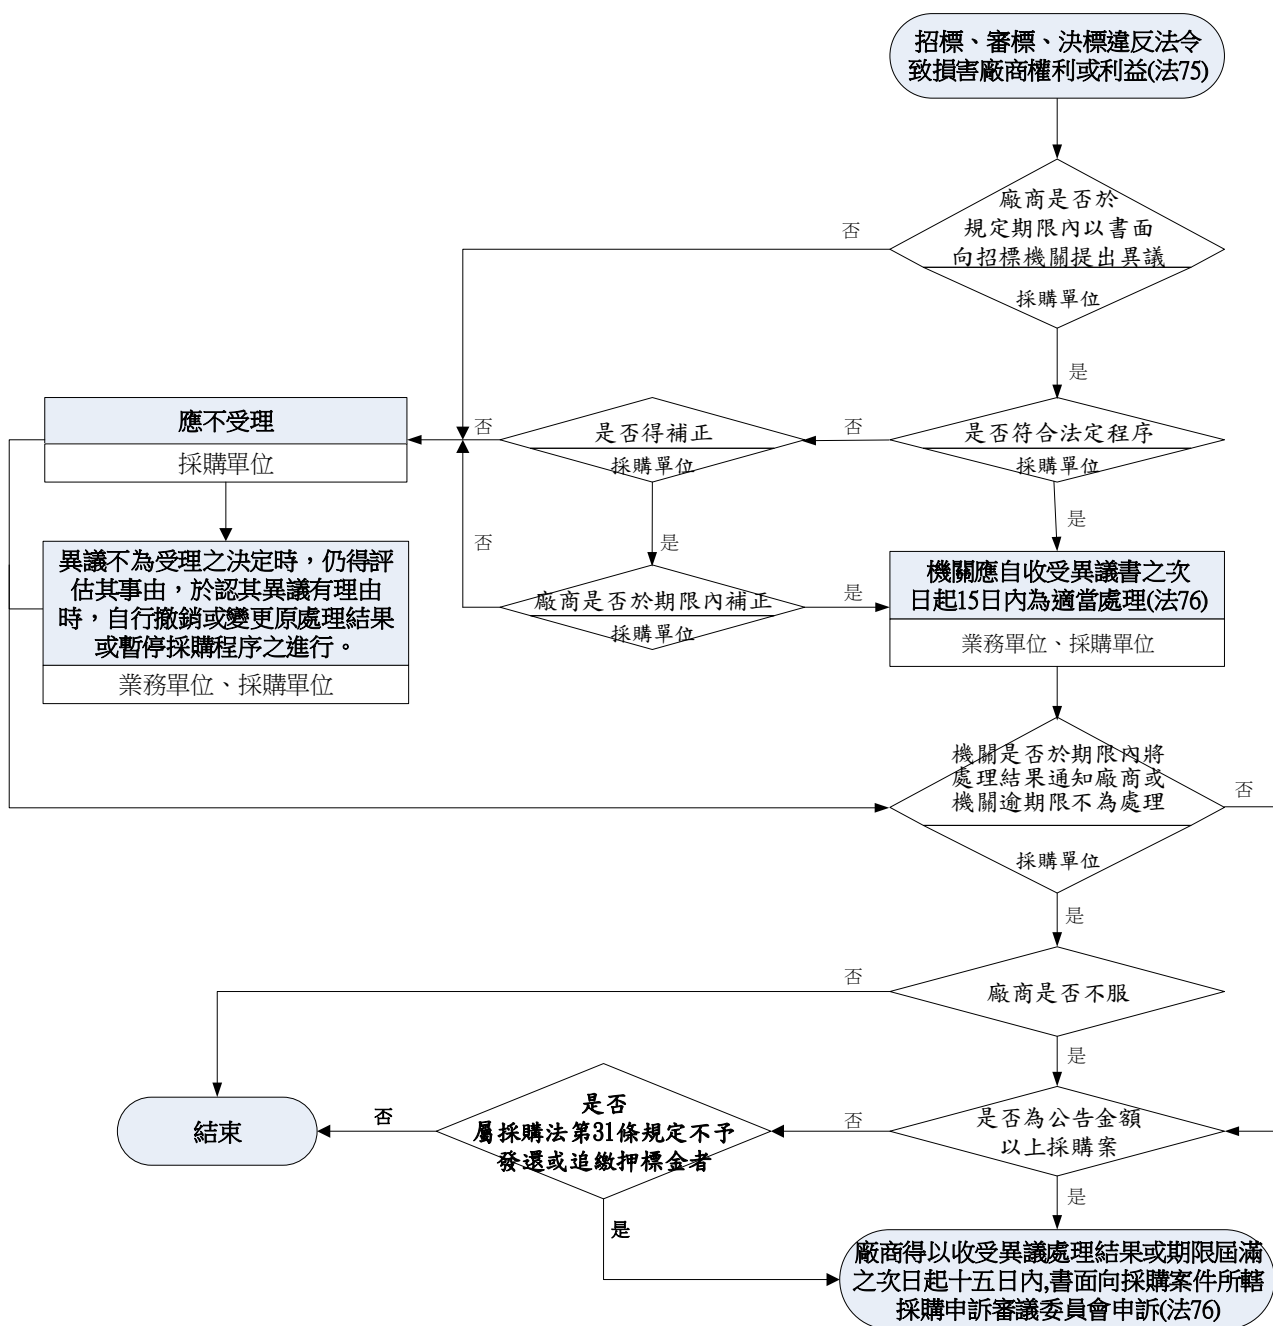 招標、審標、決標違反法令
致損害廠商權利或利益(法75)
廠商是否於
規定期限內以書面
向招標機關提出異議
採購單位
否
是
是否符合法定程序
採購單位
否
是
是否得補正
採購單位
否
是
應不受理
採購單位
異議不為受理之決定時，仍得評
估其事由，於認其異議有理由
時，自行撤銷或變更原處理結果
或暫停採購程序之進行。
業務單位、採購單位
廠商是否於期限內補正
採購單位
否
是
機關應自收受異議書之次
日起15日內為適當處理(法76)
業務單位、採購單位
機關是否於期限內將
處理結果通知廠商或
機關逾期限不為處理
採購單位
否
是
廠商是否不服
否
是
是否為公告金額
以上採購案
否
是
是否
屬採購法第31條規定不予
發還或追繳押標金者
否
是
結束
廠商得以收受異議處理結果或期限屆滿
之次日起十五日內,書面向採購案件所轄
採購申訴審議委員會申訴(法76)